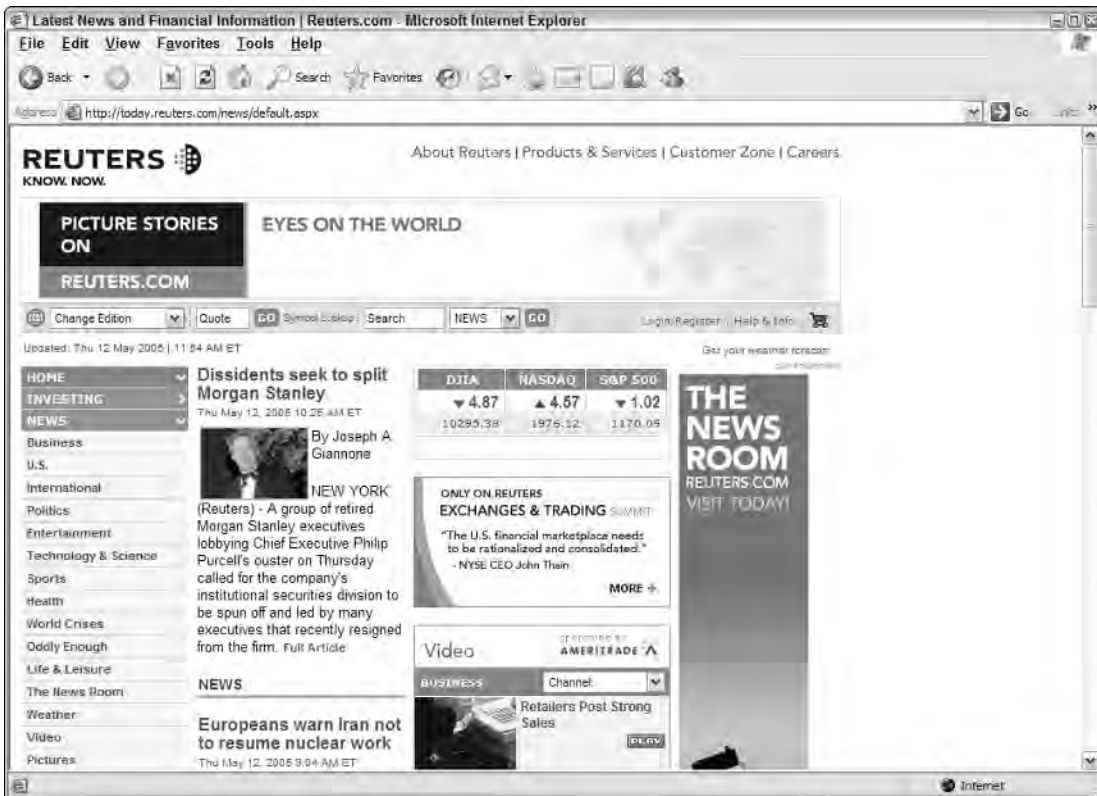 Latest News and Financial Information | Reuters.com - Microsoft Internet Explorer
File Edit View Favorites Tools Help
Back Search Favorites
Address http://today.reuters.com/news/default.aspx Go Links
REUTERS
KNOW. NOW.
About Reuters | Products & Services | Customer Zone | Careers
PICTURE STORIES
ON
REUTERS.COM
EYES ON THE WORLD
Change Edition Quote GO Symbol Lookup Search NEWS GO Login/Register Help & Info
Updated: Thu 12 May 2005 | 11:54 AM ET
Get your weather forecast
HOME
INVESTING
NEWS
Business
U.S.
International
Politics
Entertainment
Technology & Science
Sports
Health
World Crises
Oddly Enough
Life & Leisure
The News Room
Weather
Video
Pictures
Dissidents seek to split
Morgan Stanley
Thu May 12, 2005 10:25 AM ET
By Joseph A.
Giannone
NEW YORK
(Reuters) - A group of retired
Morgan Stanley executives
lobbying Chief Executive Philip
Purcell's ouster on Thursday
called for the company's
institutional securities division to
be spun off and led by many
executives that recently resigned
from the firm. Full Article
NEWS
Europeans warn Iran not
to resume nuclear work
Thu May 12, 2005 9:04 AM ET
DJIA NASDAQ S&P 500
4.87 4.57 1.02
10295.38 1976.12 1170.09
ONLY ON REUTERS
EXCHANGES & TRADING SUMMIT
"The U.S. financial marketplace needs
to be rationalized and consolidated."
- NYSE CEO John Thain
MORE +
Video
SPONSORED BY
AMERITRADE
BUSINESS Channel:
Retailers Post Strong
Sales
PLAY
THE
NEWS
ROOM
REUTERS.COM
VISIT TODAY!
Internet